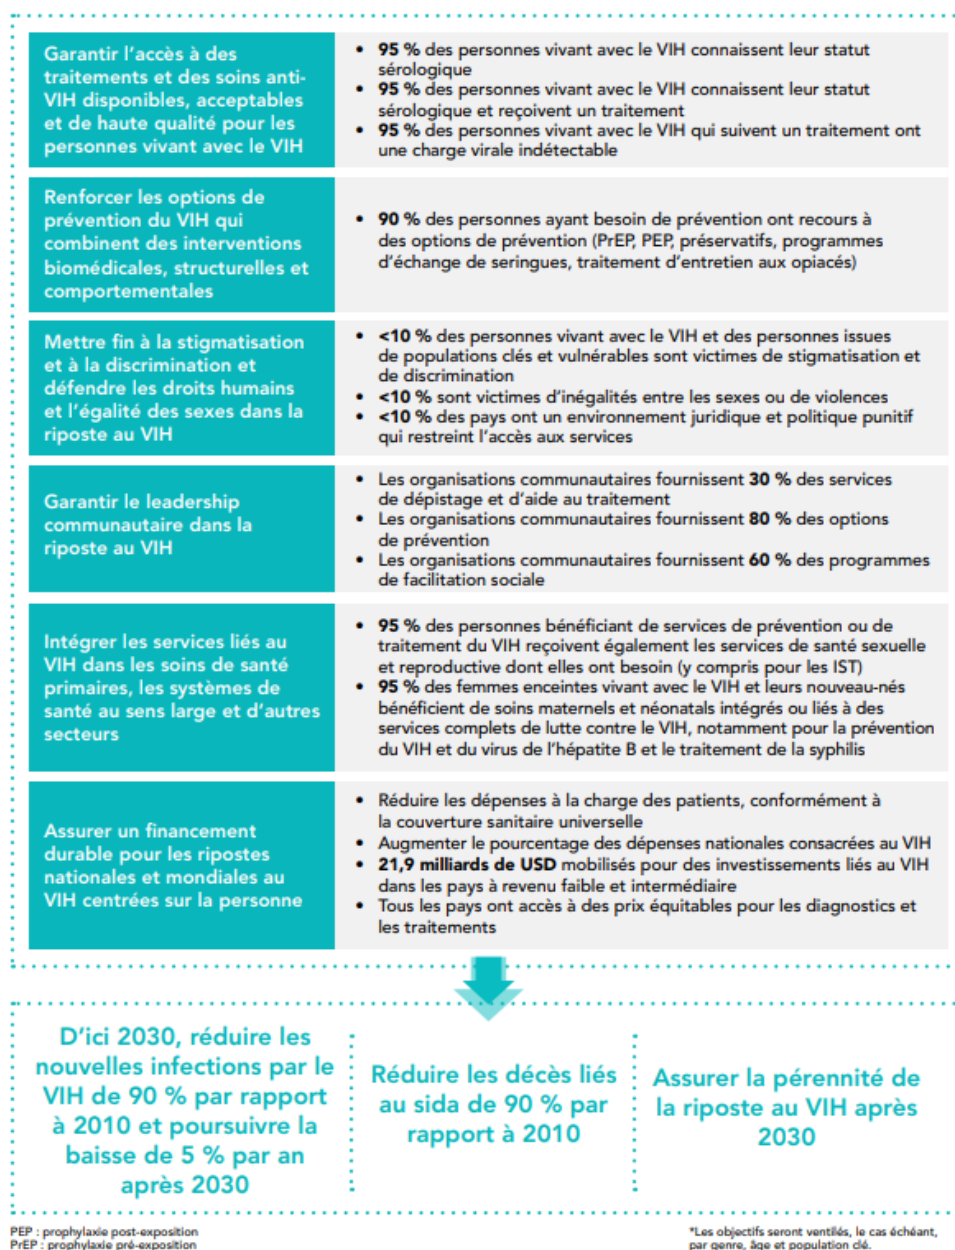 Garantir l'accès à des
traitements et des soins anti-
VIH disponibles, acceptables
et de haute qualité pour les
personnes vivant avec le VIH
• 95 % des personnes vivant avec le VIH connaissent leur statut
sérologique
• 95 % des personnes vivant avec le VIH connaissent leur statut
sérologique et reçoivent un traitement
• 95 % des personnes vivant avec le VIH qui suivent un traitement ont
une charge virale indétectable
Renforcer les options de
prévention du VIH qui
combinent des interventions
biomédicales, structurelles et
comportementales
• 90 % des personnes ayant besoin de prévention ont recours à
des options de prévention (PrEP, PEP, préservatifs, programmes
d'échange de seringues, traitement d'entretien aux opiacés)
Mettre fin à la stigmatisation
et à la discrimination et
défendre les droits humains
et l'égalité des sexes dans la
riposte au VIH
• <10 % des personnes vivant avec le VIH et des personnes issues
de populations clés et vulnérables sont victimes de stigmatisation et
de discrimination
• <10 % sont victimes d'inégalités entre les sexes ou de violences
• <10 % des pays ont un environnement juridique et politique punitif
qui restreint l'accès aux services
Garantir le leadership
communautaire dans la
riposte au VIH
• Les organisations communautaires fournissent 30 % des services
de dépistage et d'aide au traitement
• Les organisations communautaires fournissent 80 % des options
de prévention
• Les organisations communautaires fournissent 60 % des programmes
de facilitation sociale
Intégrer les services liés au
VIH dans les soins de santé
primaires, les systèmes de
santé au sens large et d'autres
secteurs
• 95 % des personnes bénéficiant de services de prévention ou de
traitement du VIH reçoivent également les services de santé sexuelle
et reproductive dont elles ont besoin (y compris pour les IST)
• 95 % des femmes enceintes vivant avec le VIH et leurs nouveau-nés
bénéficient de soins maternels et néonatals intégrés ou liés à des
services complets de lutte contre le VIH, notamment pour la prévention
du VIH et du virus de l'hépatite B et le traitement de la syphilis
Assurer un financement
durable pour les ripostes
nationales et mondiales au
VIH centrées sur la personne
• Réduire les dépenses à la charge des patients, conformément à
la couverture sanitaire universelle
• Augmenter le pourcentage des dépenses nationales consacrées au VIH
• 21,9 milliards de USD mobilisés pour des investissements liés au VIH
dans les pays à revenu faible et intermédiaire
• Tous les pays ont accès à des prix équitables pour les diagnostics et
les traitements
D'ici 2030, réduire les
nouvelles infections par le
VIH de 90 % par rapport
à 2010 et poursuivre la
baisse de 5 % par an
après 2030
Réduire les décès liés
au sida de 90 % par
rapport à 2010
Assurer la pérennité de
la riposte au VIH après
2030
PEP : prophylaxie post-exposition
PrEP : prophylaxie pré-exposition
*Les objectifs seront ventilés, le cas échéant,
par genre, âge et population clé.